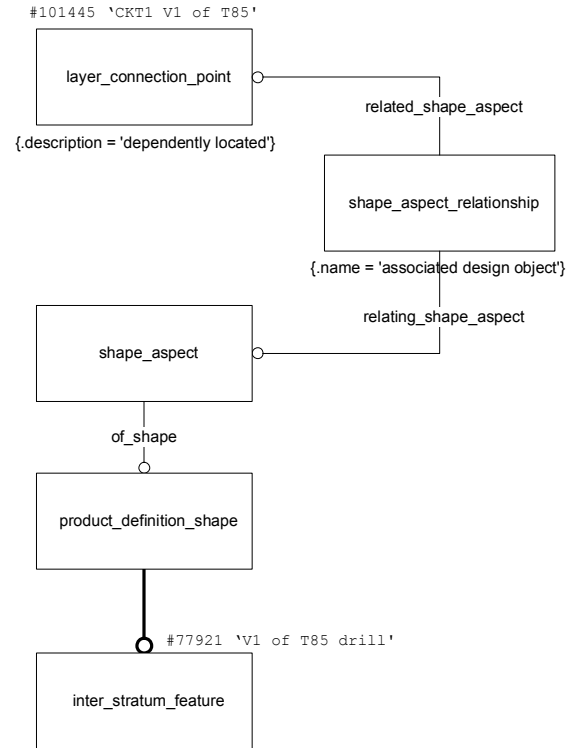 #101445 ‘CKT1 V1 of T85'
layer_connection_point
related_shape_aspect
{.description = 'dependently located'}
shape_aspect_relationship
{.name = 'associated design object'}
relating_shape_aspect
shape_aspect
of_shape
product_definition_shape
#77921 ‘V1 of T85 drill'
inter_stratum_feature